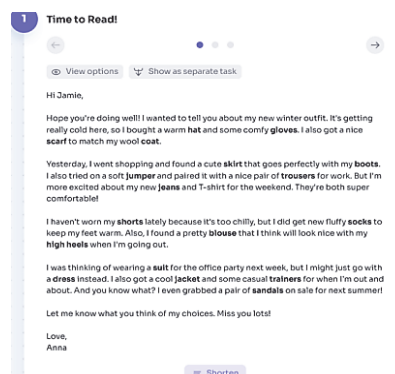 1
Time to Read!
View options
Show as separate task
Hi Jamie,
Hope you're doing well! I wanted to tell you about my new winter outfit. It's getting
really cold here, so I bought a warm hat and some comfy gloves. I also got a nice
scarf to match my wool coat.
Yesterday, I went shopping and found a cute skirt that goes perfectly with my boots.
I also tried on a soft jumper and paired it with a nice pair of trousers for work. But I'm
more excited about my new jeans and T-shirt for the weekend. They're both super
comfortable!
I haven't worn my shorts lately because it's too chilly, but I did get new fluffy socks to
keep my feet warm. Also, I found a pretty blouse that I think will look nice with my
high heels when I'm going out.
I was thinking of wearing a suit for the office party next week, but I might just go with
a dress instead. I also got a cool jacket and some casual trainers for when I'm out and
about. And you know what? I even grabbed a pair of sandals on sale for next summer!
Let me know what you think of my choices. Miss you lots!
Love,
Anna
Shorten